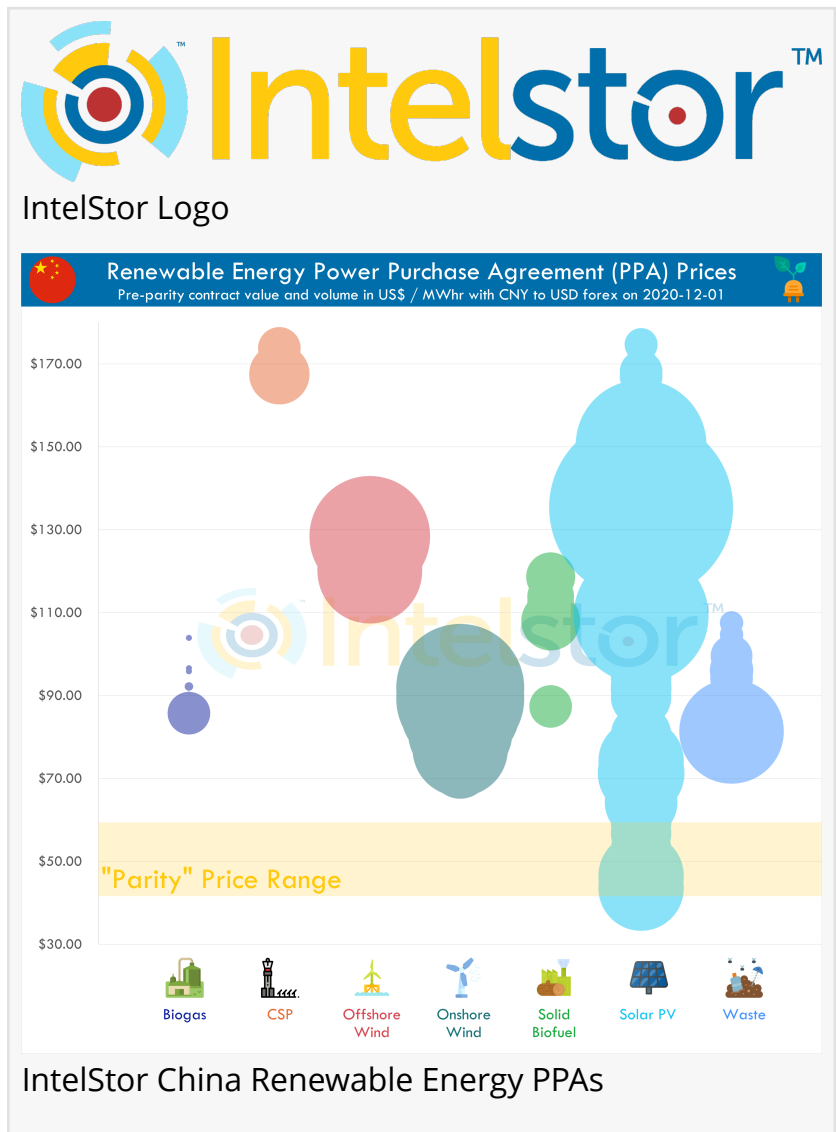 Intelstor™
IntelStor Logo
Renewable Energy Power Purchase Agreement (PPA) Prices
Pre-parity contract value and volume in US$ / MWhr with CNY to USD forex on 2020-12-01
$170.00
$150.00
$130.00
$110.00
Intelstor™
$90.00
$70.00
$50.00
"Parity" Price Range
$30.00
Biogas
CSP
Offshore
Wind
Onshore
Wind
Solid
Biofuel
Solar PV
Waste
IntelStor China Renewable Energy PPAs